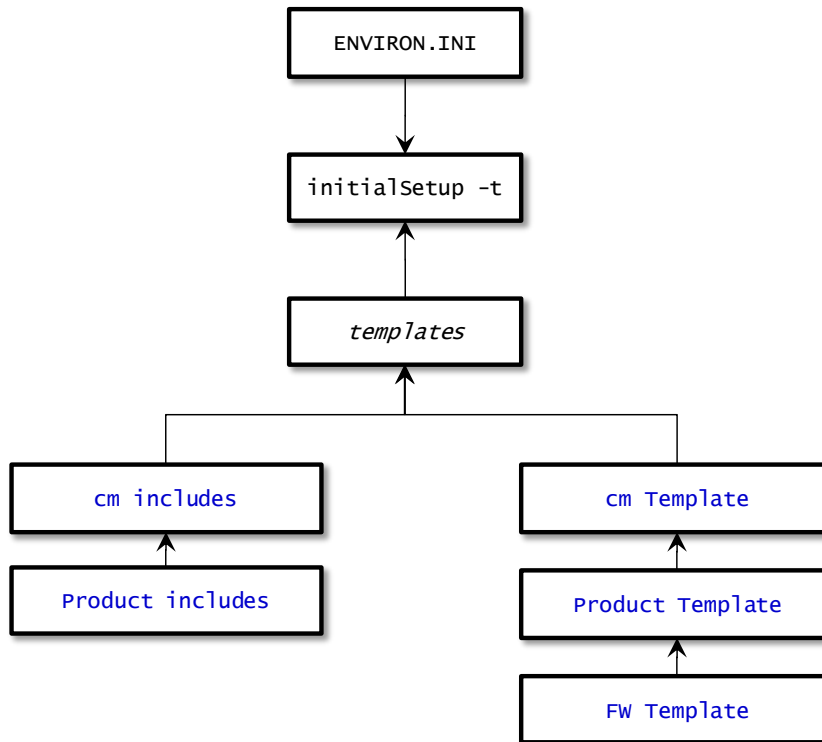 ENVIRON.INI
initialSetup -t
templates
cm includes
cm Template
Product includes
Product Template
FW Template